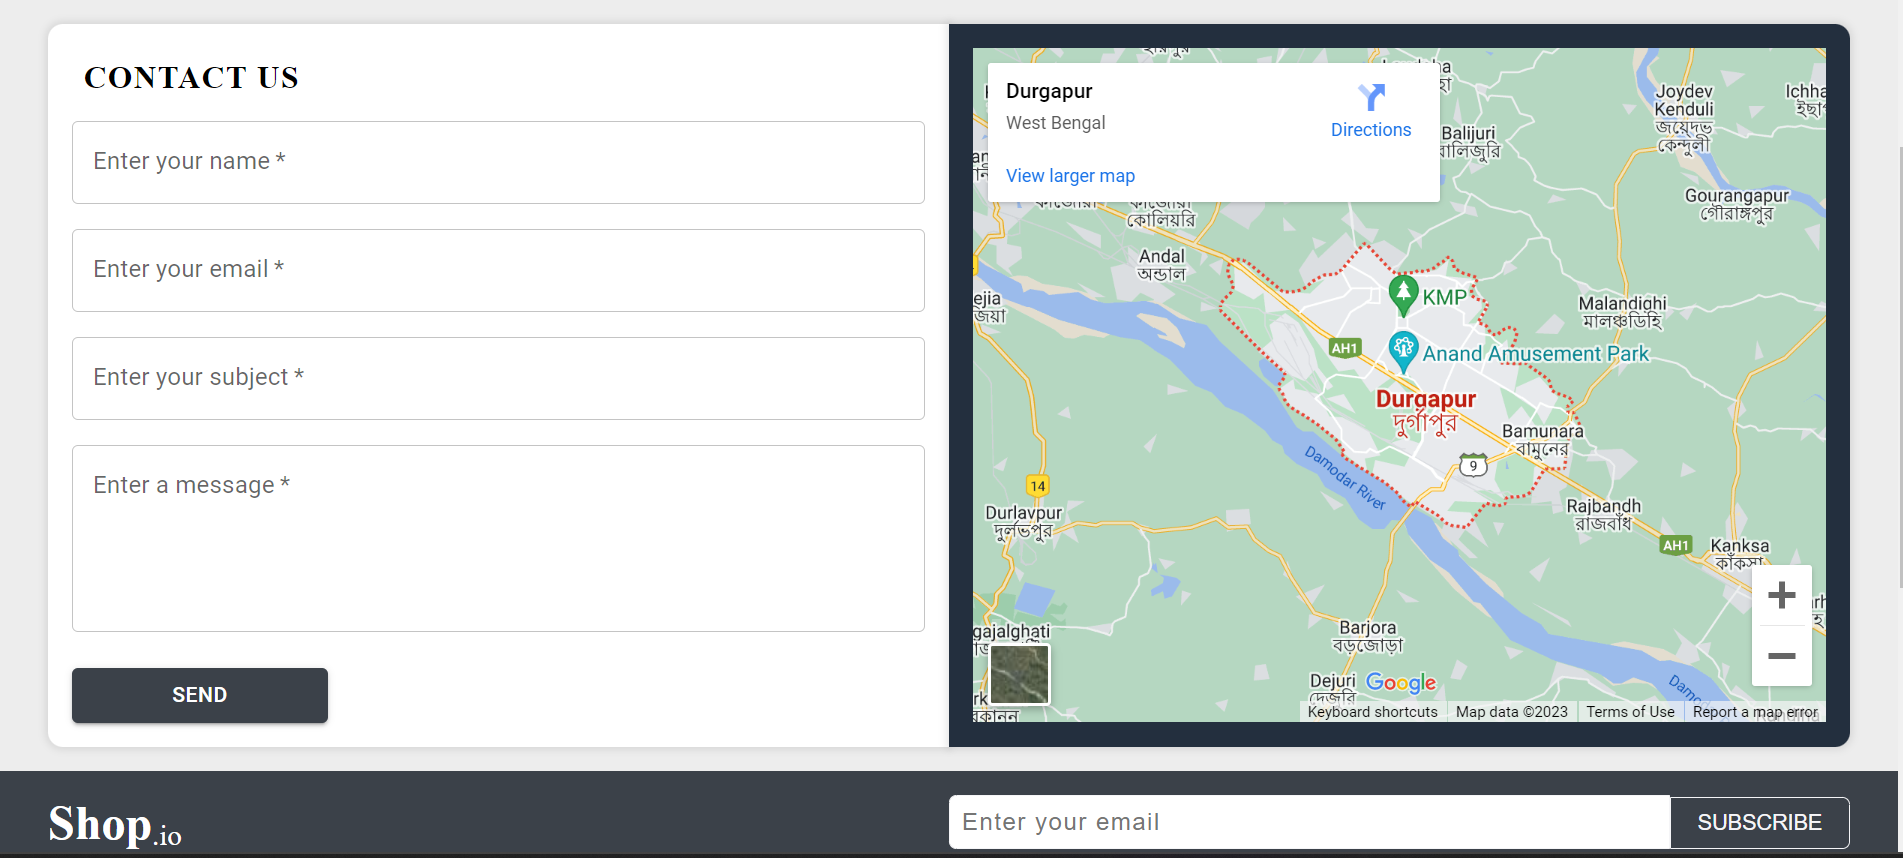 CONTACT US
Enter your name *
Enter your email *
Enter your subject *
Enter a message *
SEND
Durgapur
West Bengal
Directions
View larger map
Joydev
Kenduli
জয়দেভ
কেন্দুলী
Balijuri
বালিজুরি
Gourangapur
গৌরাঙ্গপুর
কাজোরা
কোলিয়রি
Andal
অন্ডাল
KMP
Malandighi
মালঞ্চডিহি
AH1
Anand Amusement Park
Durgapur
দুর্গাপুর
Bamunara
বামুনের
9
Damodar River
14
Durlavpur
দুর্লভপুর
Rajbandh
রাজবাঁধ
AH1
Kanksa
কাঁকসা
gajalghati
Barjora
বড়জোড়া
Dejuri
দেজুরি
Google
Keyboard shortcuts
Map data ©2023
Terms of Use
Report a map error
Shop.io
Enter your email
SUBSCRIBE